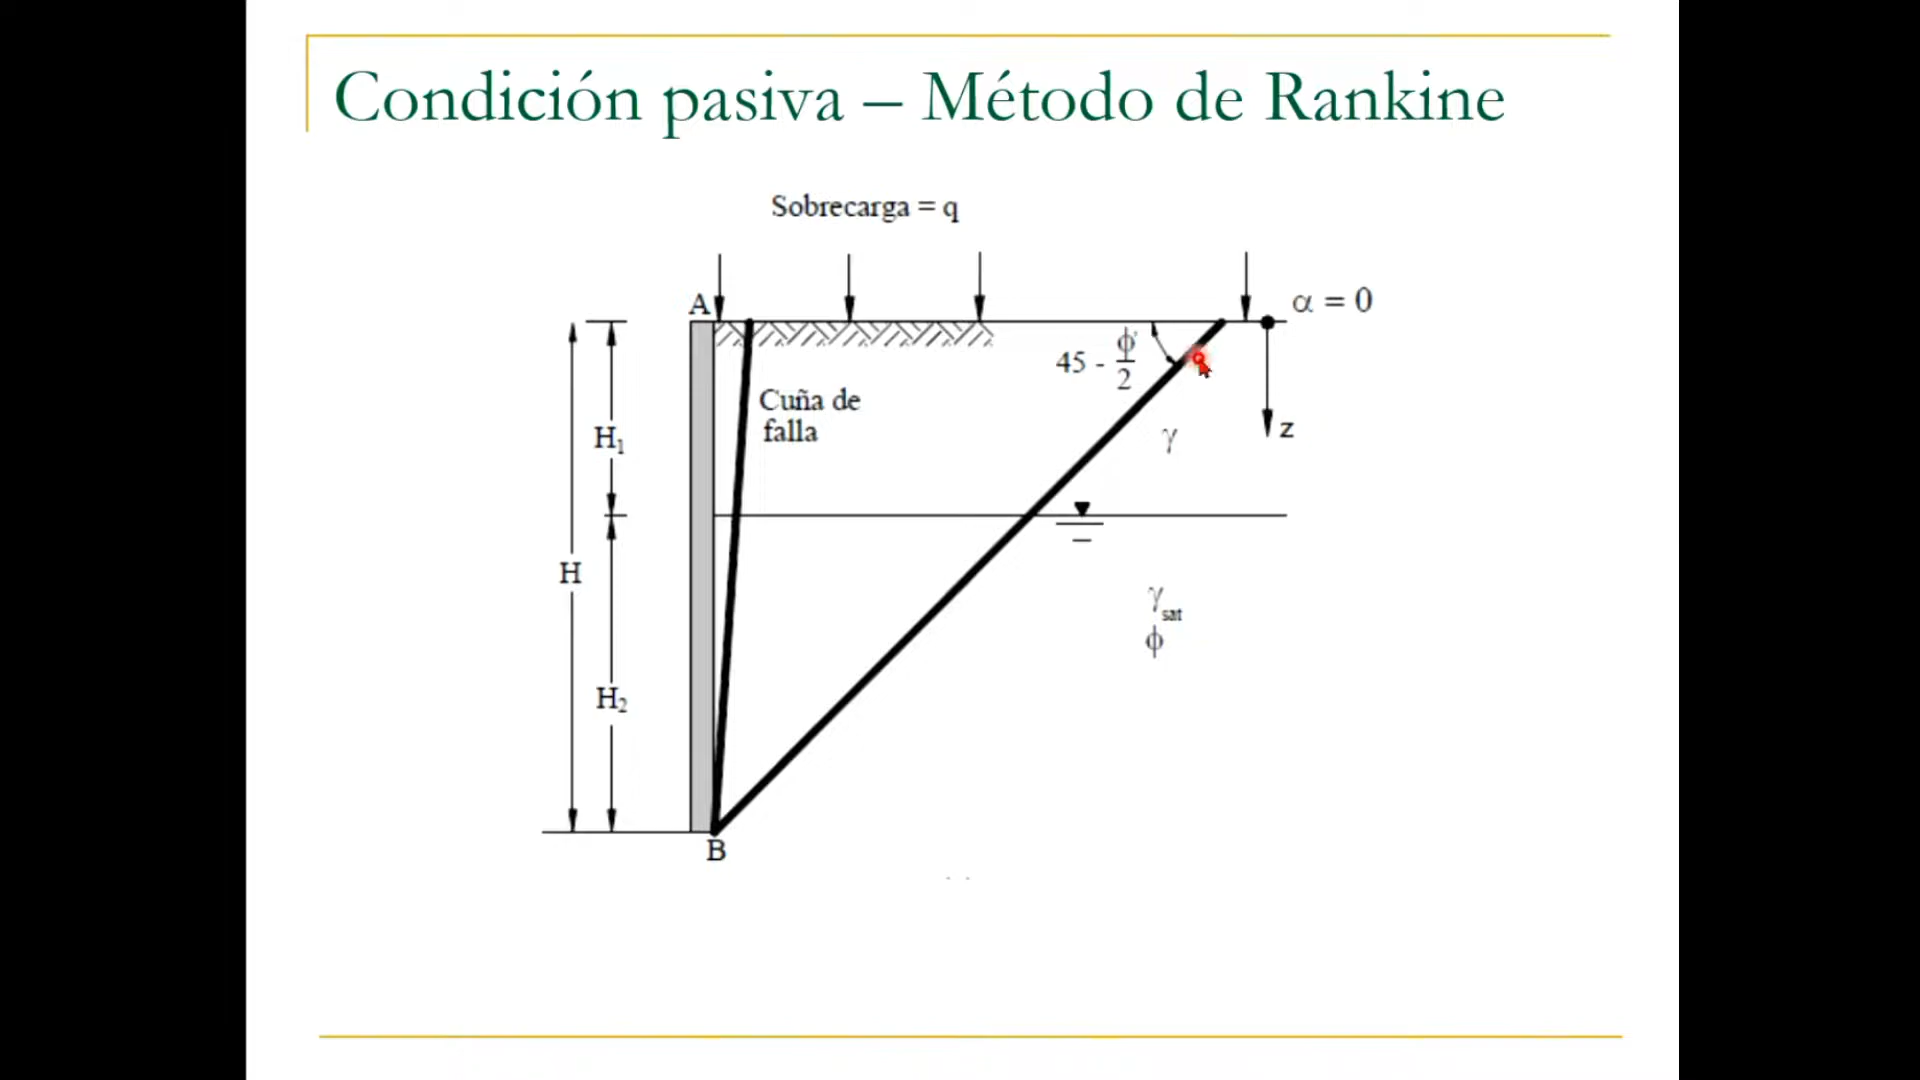 Condición pasiva – Método de Rankine
Sobrecarga = q
A
α = 0
45 - ϕ'/2
Cuña de
falla
H₁
γ
z
H
γsat
ϕ
H₂
B